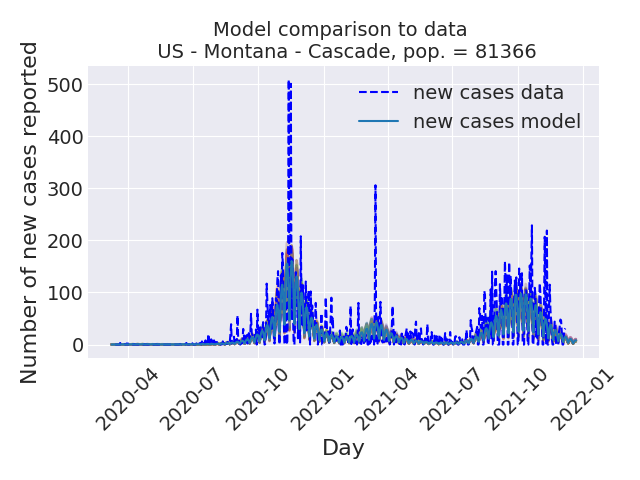 Model comparison to data
US - Montana - Cascade, pop. = 81366
Number of new cases reported
500
400
300
200
100
0
new cases data
new cases model
2020-04
2020-07
2020-10
2021-01
2021-04
2021-07
2021-10
2022-01
Day